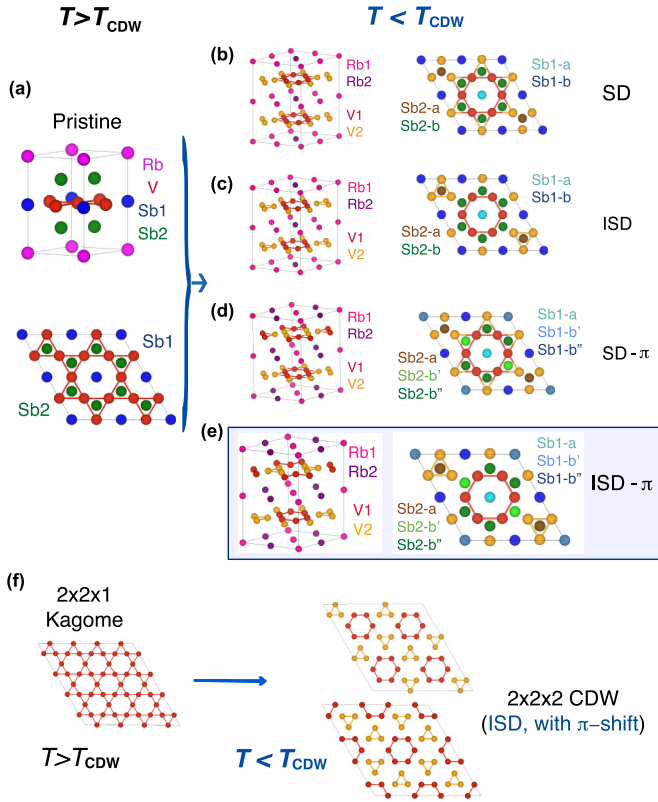 T>TCDW
T < TCDW
(a)
Pristine
Rb
V
Sb1
Sb2
Sb1
Sb2
(b)
Rb1
Rb2
V1
V2
Sb1-a
Sb1-b
Sb2-a
Sb2-b
SD
(c)
Rb1
Rb2
V1
V2
Sb1-a
Sb1-b
Sb2-a
Sb2-b
ISD
(d)
Rb1
Rb2
V1
V2
Sb1-a
Sb1-b'
Sb1-b"
Sb2-a
Sb2-b'
Sb2-b"
SD-π
(e)
Rb1
Rb2
V1
V2
Sb1-a
Sb1-b'
Sb1-b"
Sb2-a
Sb2-b'
Sb2-b"
ISD-π
(f)
2x2x1
Kagome
T>TCDW
T < TCDW
2x2x2 CDW
(ISD, with π-shift)